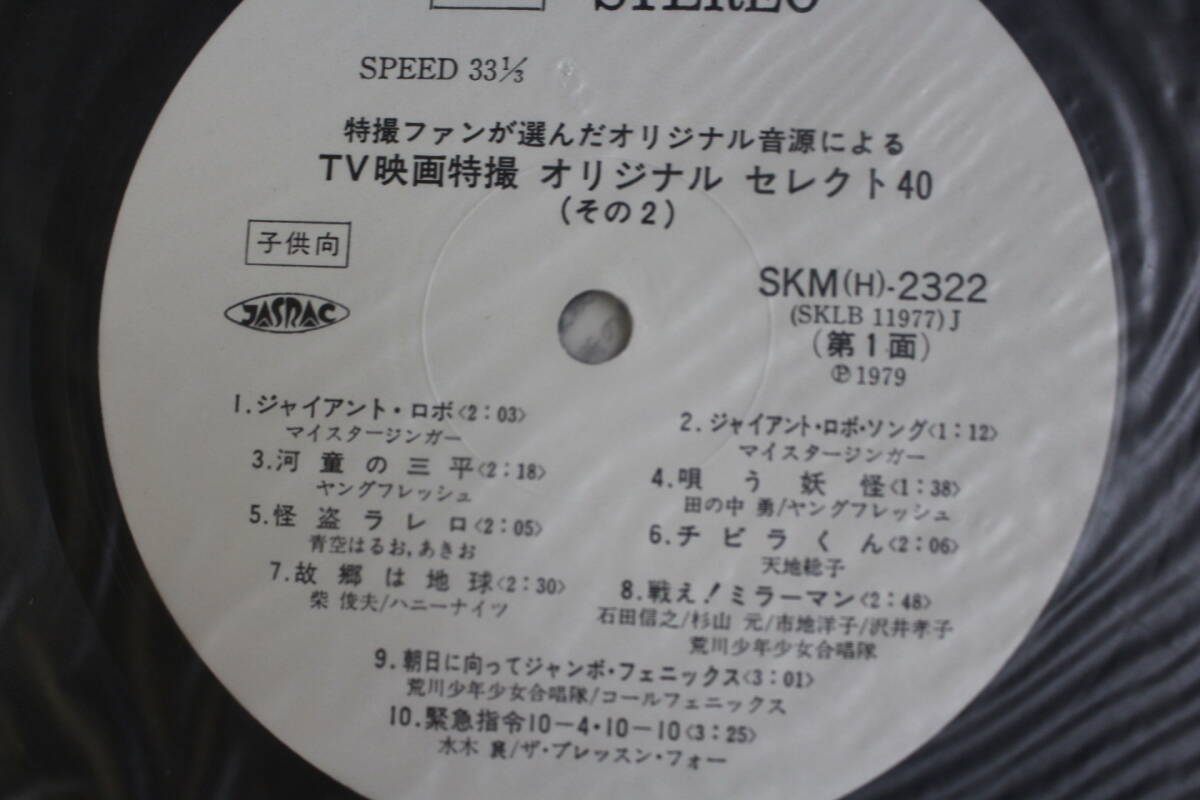 STEREO
SPEED 33⅓
特撮ファンが選んだオリジナル音源による
TV映画特撮 オリジナル セレクト40
(その2)
子供向
JASRAC
SKM(H)-2322
(SKLB 11977)J
(第1面)
Ⓟ1979
1.ジャイアント・ロボ<2:03>
マイスタージンガー
2.ジャイアント・ロボ・ソング<1:12>
マイスタージンガー
3.河童の三平<2:18>
ヤングフレッシュ
4.唄う妖怪<1:38>
田の中 勇/ヤングフレッシュ
5.怪盗ラレロ<2:05>
青空はるお,あきお
6.チビラくん<2:06>
天地総子
7.故郷は地球<2:30>
柴 俊夫/ハニーナイツ
8.戦え!ミラーマン<2:48>
石田信之/杉山 元/市地洋子/沢井孝子
荒川少年少女合唱隊
9.朝日に向ってジャンボ・フェニックス<3:01>
荒川少年少女合唱隊/コールフェニックス
10.緊急指令10-4・10-10<3:25>
水木 襄/ザ・ブレッスン・フォー